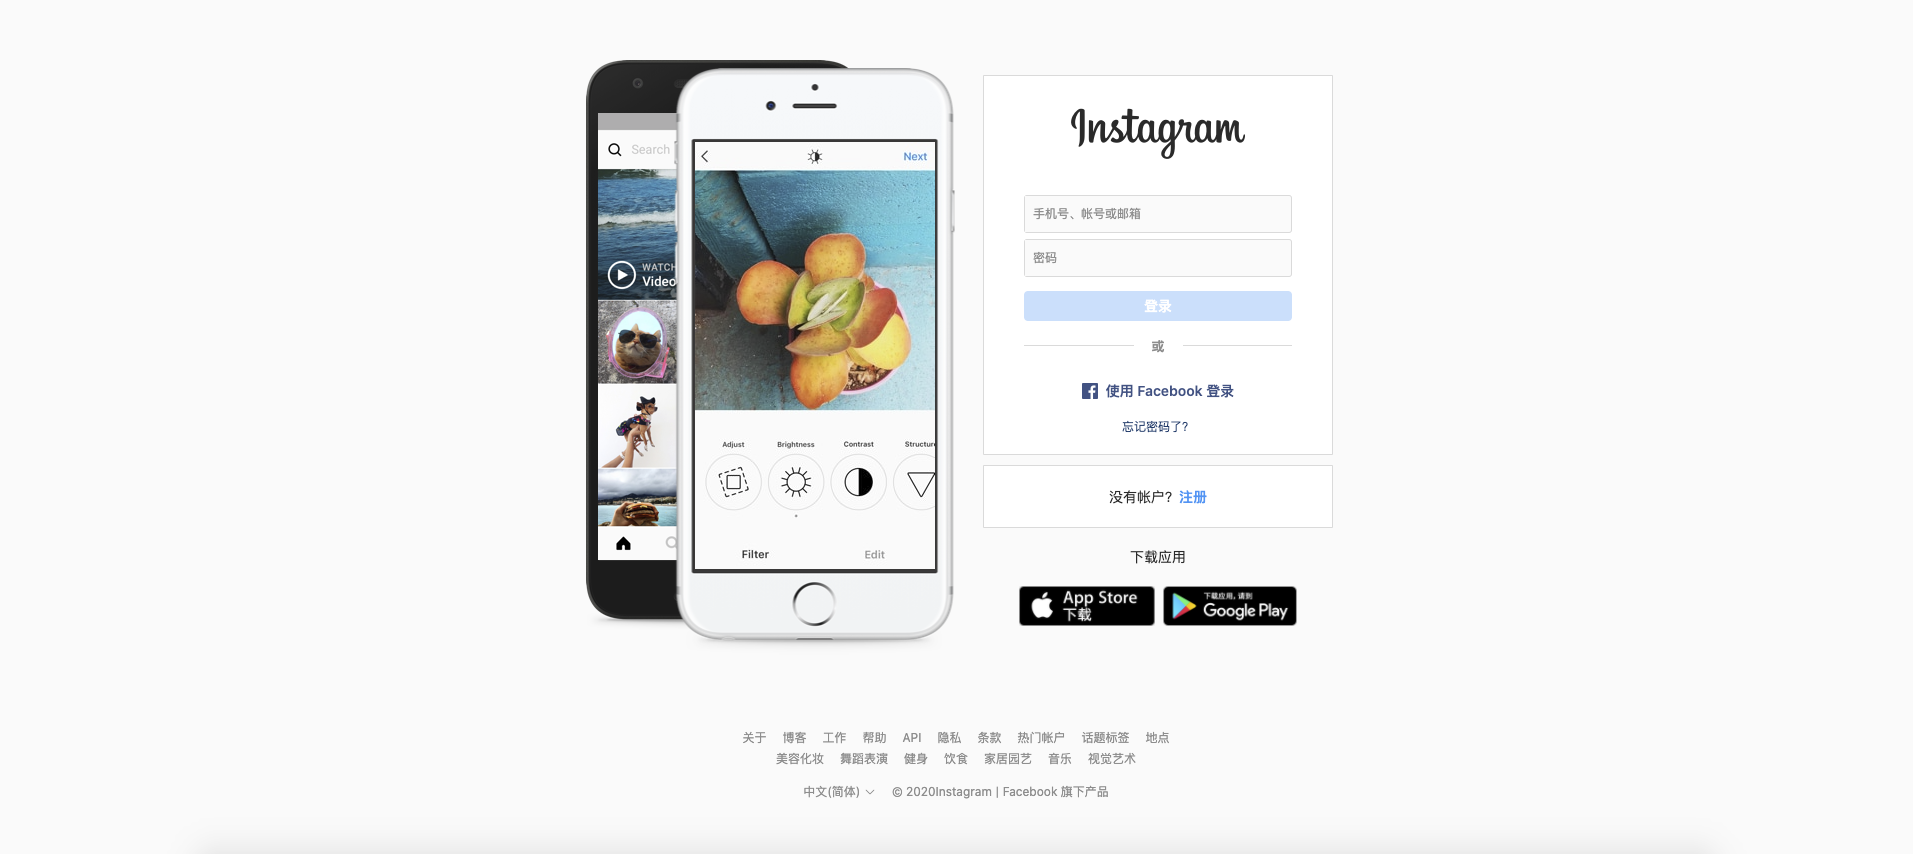 Search
WATCH
Video
Next
Adjust Brightness Contrast Structure
Filter Edit
Instagram
手机号、帐号或邮箱
密码
登录
或
使用 Facebook 登录
忘记密码了?
没有帐户? 注册
下载应用
App Store
下载
下载应用,请到
Google Play
关于 博客 工作 帮助 API 隐私 条款 热门帐户 话题标签 地点
美容化妆 舞蹈表演 健身 饮食 家居园艺 音乐 视觉艺术
中文(简体) © 2020Instagram | Facebook 旗下产品